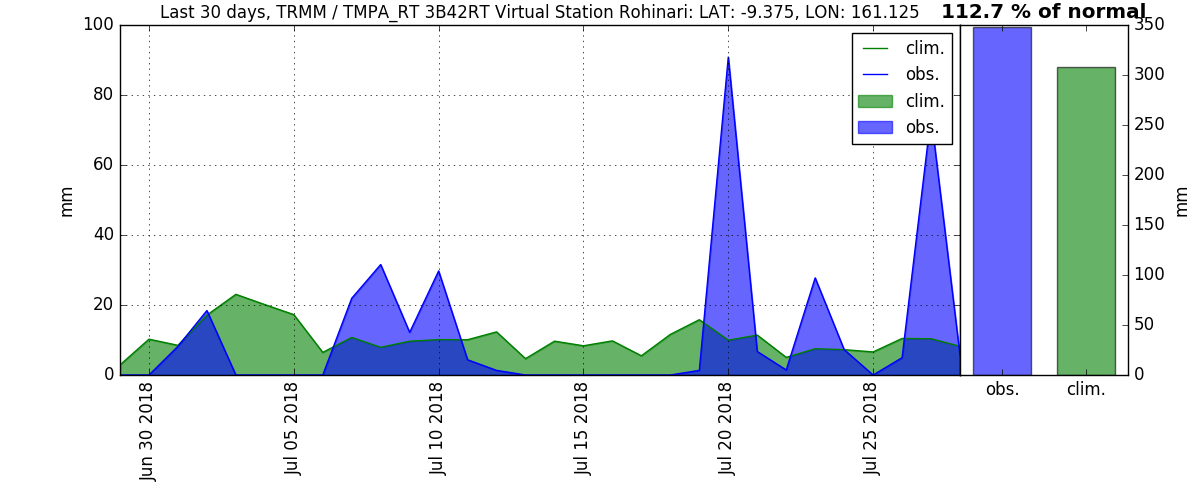 Last 30 days, TRMM / TMPA_RT 3B42RT Virtual Station Rohinari: LAT: -9.375, LON: 161.125
112.7 % of normal
100
80
60
40
20
0
mm
clim.
obs.
clim.
obs.
Jun 30 2018
Jul 05 2018
Jul 10 2018
Jul 15 2018
Jul 20 2018
Jul 25 2018
350
300
250
200
150
100
50
0
mm
obs.
clim.